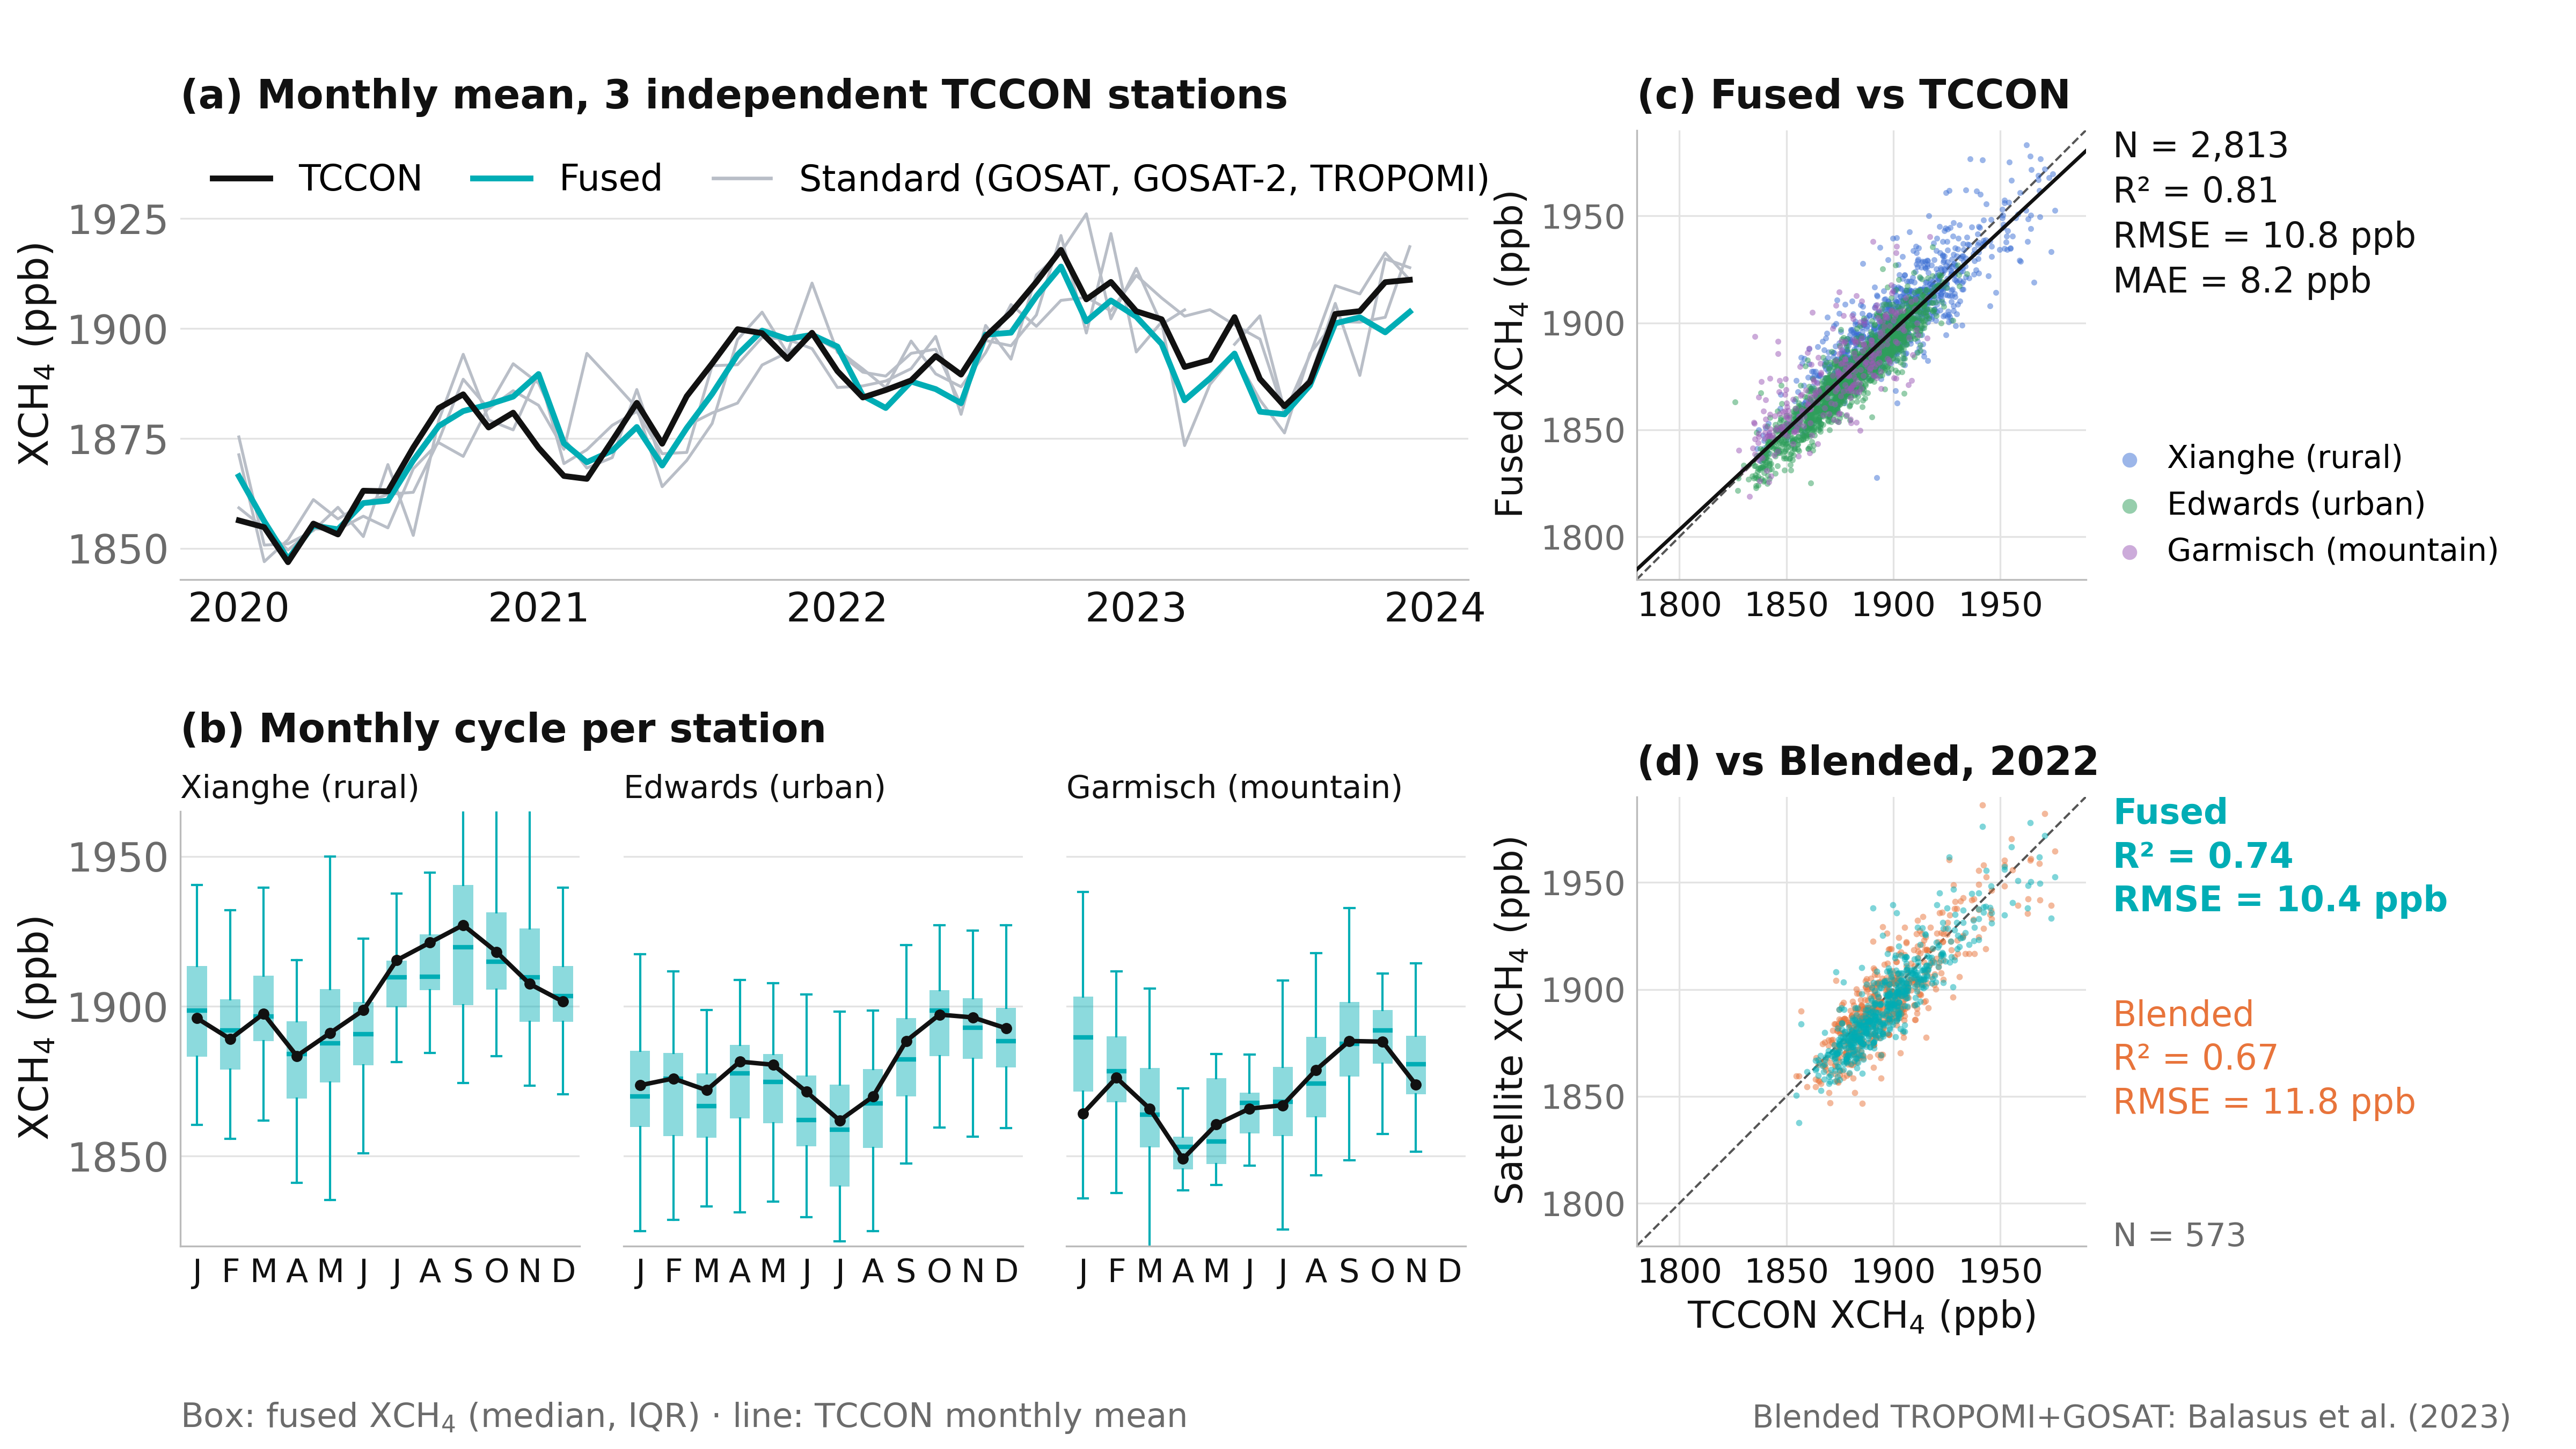 (a) Monthly mean, 3 independent TCCON stations
TCCON
Fused
Standard (GOSAT, GOSAT-2, TROPOMI)
XCH₄ (ppb)
1925
1900
1875
1850
2020 2021 2022 2023 2024
(c) Fused vs TCCON
Fused XCH₄ (ppb)
1950
1900
1850
1800
1800 1850 1900 1950
N = 2,813
R² = 0.81
RMSE = 10.8 ppb
MAE = 8.2 ppb
Xianghe (rural)
Edwards (urban)
Garmisch (mountain)
(b) Monthly cycle per station
Xianghe (rural)
Edwards (urban)
Garmisch (mountain)
XCH₄ (ppb)
1950
1900
1850
J F M A M J J A S O N D
J F M A M J J A S O N D
J F M A M J J A S O N D
(d) vs Blended, 2022
Satellite XCH₄ (ppb)
1950
1900
1850
1800
1800 1850 1900 1950
TCCON XCH₄ (ppb)
Fused
R² = 0.74
RMSE = 10.4 ppb
Blended
R² = 0.67
RMSE = 11.8 ppb
N = 573
Box: fused XCH₄ (median, IQR) · line: TCCON monthly mean
Blended TROPOMI+GOSAT: Balasus et al. (2023)